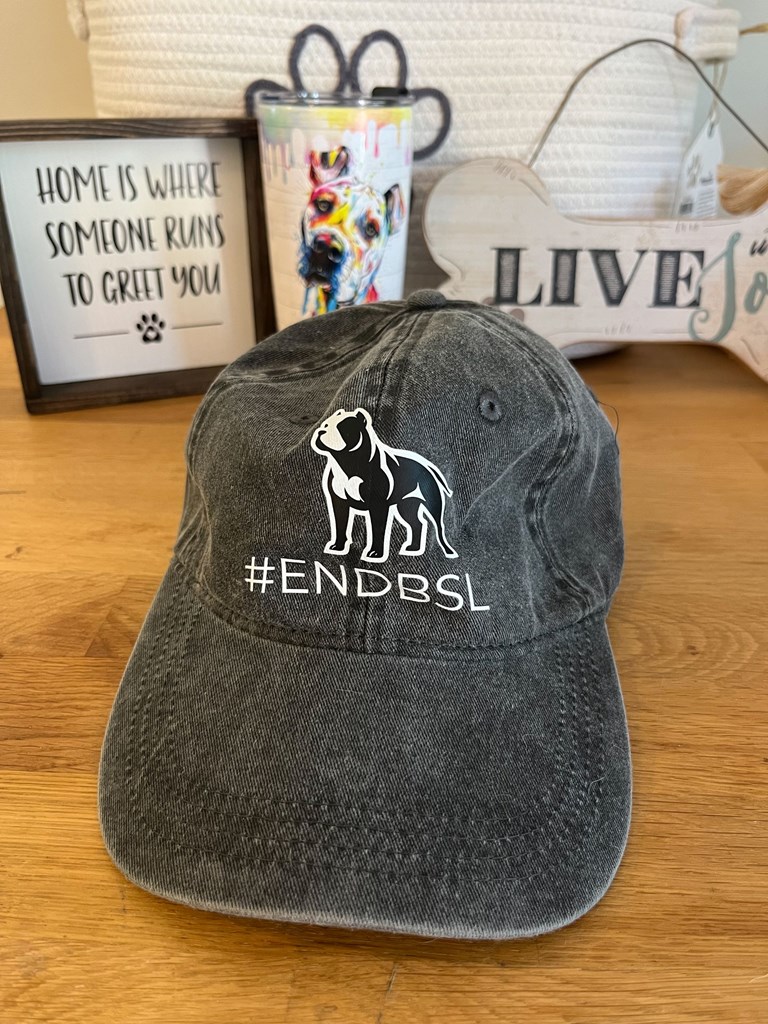 HOME IS WHERE
SOMEONE RUNS
TO GREET YOU
LIVE
#ENDBSL